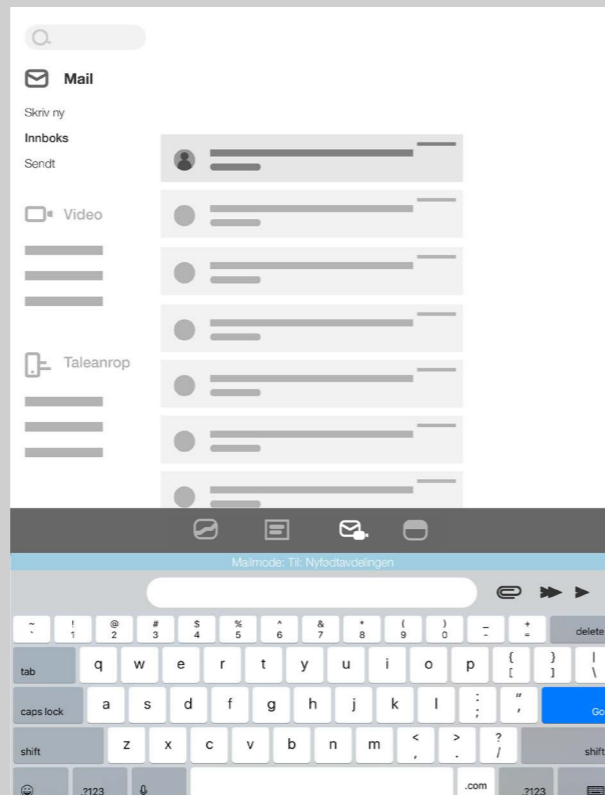 Mail
Skriv ny
Innboks
Sendt
Video
Taleanrop
Mailmode: Til: Nyfødtavdelingen
~ ! @ # $ % ^ & * ( ) _ +
` 1 2 3 4 5 6 7 8 9 0 - = delete
tab q w e r t y u i o p { [ } ] | \
caps lock a s d f g h j k l : ; " ' Go
shift z x c v b n m < , > . ? / shift
.?123 .com .?123